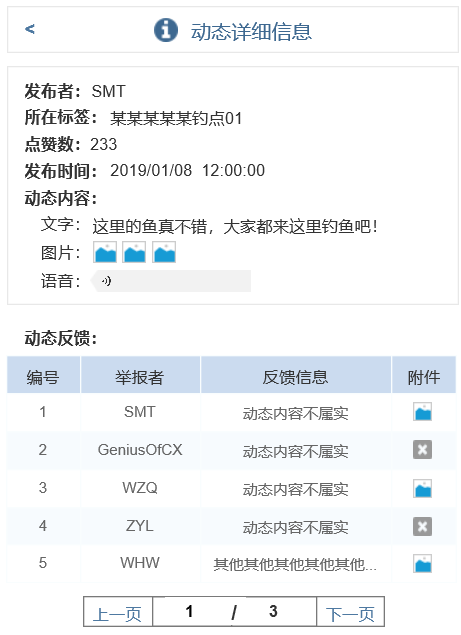 < 动态详细信息
发布者: SMT
所在标签: 某某某某某钓点01
点赞数: 233
发布时间: 2019/01/08 12:00:00
动态内容:
文字: 这里的鱼真不错，大家都来这里钓鱼吧！
图片:
语音:
动态反馈:
编号 举报者 反馈信息 附件
1 SMT 动态内容不属实
2 GeniusOfCX 动态内容不属实
3 WZQ 动态内容不属实
4 ZYL 动态内容不属实
5 WHW 其他其他其他其他其他...
上一页 1 / 3 下一页